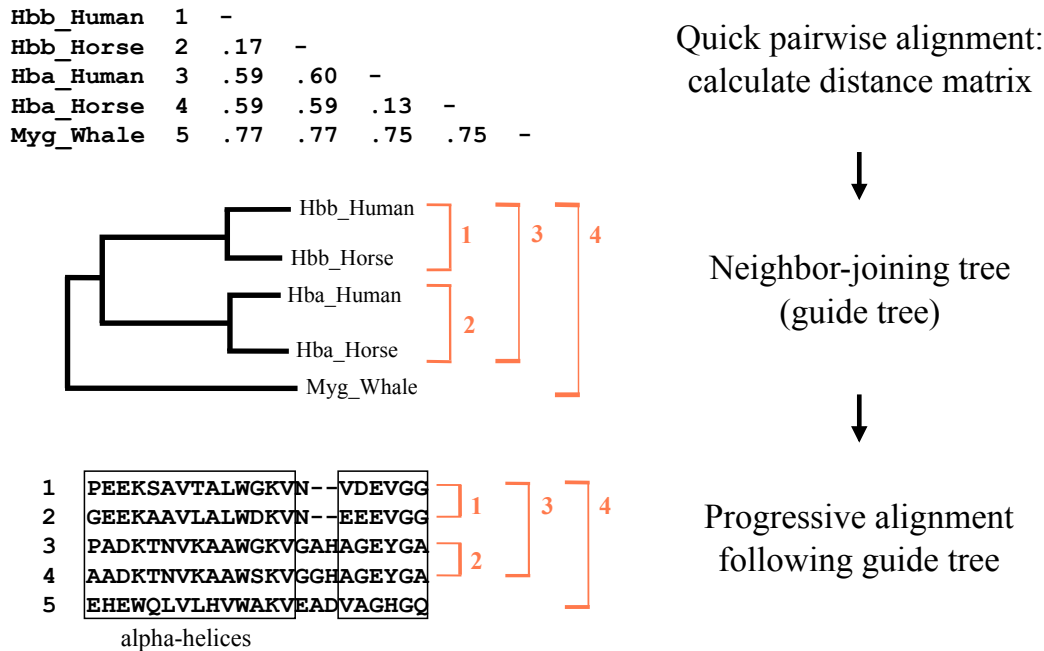 Hbb_Human 1 -
Hbb_Horse 2 .17 -
Hba_Human 3 .59 .60 -
Hba_Horse 4 .59 .59 .13 -
Myg_Whale 5 .77 .77 .75 .75 -
Quick pairwise alignment:
calculate distance matrix
Hbb_Human
Hbb_Horse
Hba_Human
Hba_Horse
Myg_Whale
1
2
3
4
Neighbor-joining tree
(guide tree)
1 PEEKSAVTALWGKVN--VDEVGG
2 GEEKAAVLALWDKVN--EEEVGG
3 PADKTNVKAAWGKVGAHAGEYGA
4 AADKTNVKAAWSKVGGHAGEYGA
5 EHEWQLVLHVWAKVEADVAGHGQ
alpha-helices
1
2
3
4
Progressive alignment
following guide tree